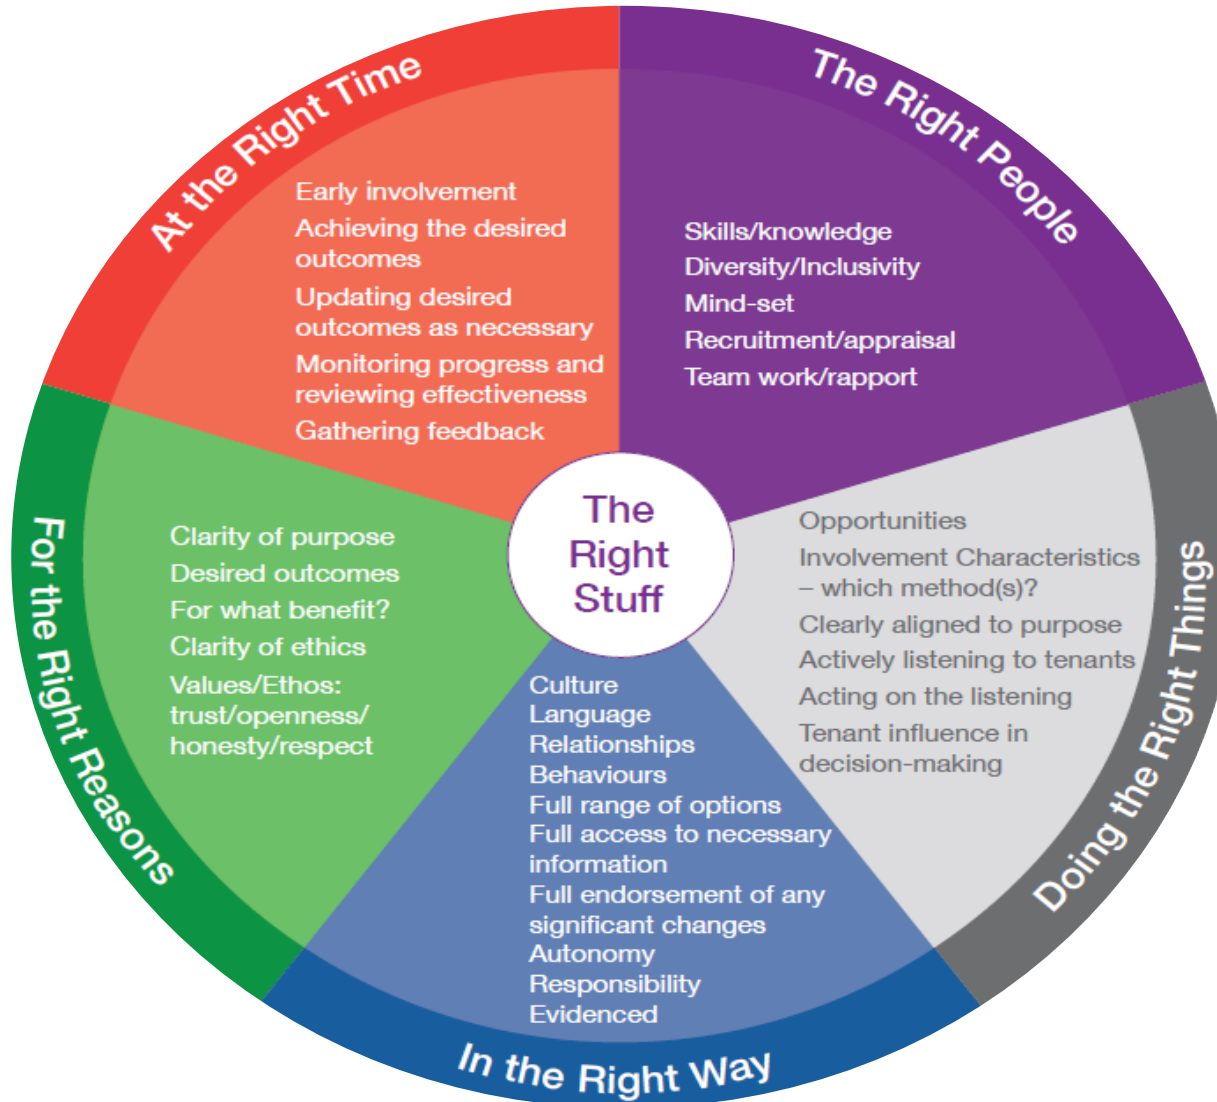 The Right People
Skills/knowledge
Diversity/Inclusivity
Mind-set
Recruitment/appraisal
Team work/rapport
Doing the Right Things
Opportunities
Involvement Characteristics
– which method(s)?
Clearly aligned to purpose
Actively listening to tenants
Acting on the listening
Tenant influence in
decision-making
In the Right Way
Culture
Language
Relationships
Behaviours
Full range of options
Full access to necessary
information
Full endorsement of any
significant changes
Autonomy
Responsibility
Evidenced
For the Right Reasons
Clarity of purpose
Desired outcomes
For what benefit?
Clarity of ethics
Values/Ethos:
trust/openness/
honesty/respect
At the Right Time
Early involvement
Achieving the desired
outcomes
Updating desired
outcomes as necessary
Monitoring progress and
reviewing effectiveness
Gathering feedback
The
Right
Stuff